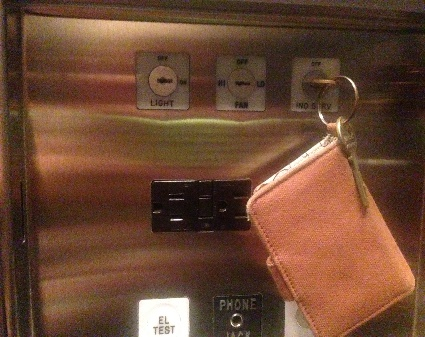 OFF
LIGHT
OFF
HI LO
FAN
OFF
IND SERV
EL
TEST
PHONE
JACK